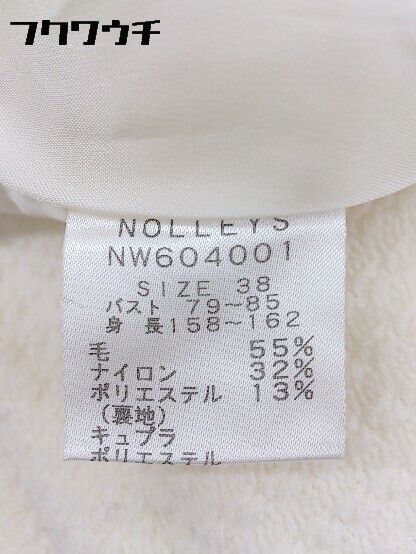 フクワウチ
NOLLEYS
NW604001
SIZE 38
バスト 79～85
身 長158～162
毛 55%
ナイロン 32%
ポリエステル 13%
(裏地)
キュプラ
ポリエステル